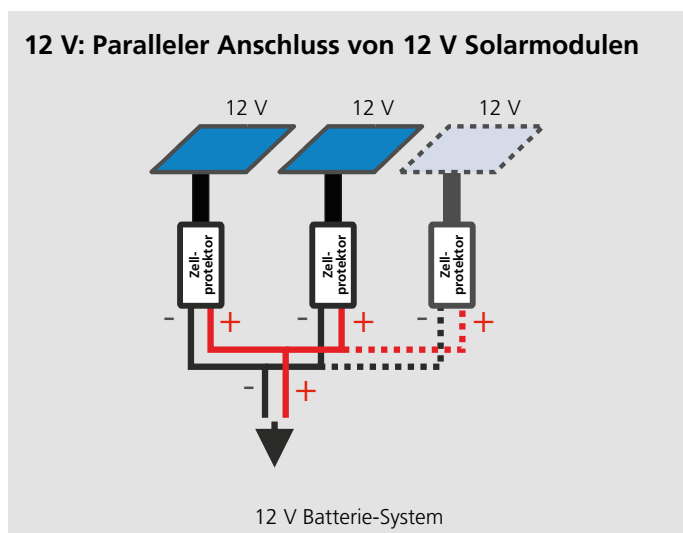 12 V: Paralleler Anschluss von 12 V Solarmodulen
12 V 12 V 12 V
Zell-
protektor
Zell-
protektor
Zell-
protektor
- + - + - +
- +
12 V Batterie-System